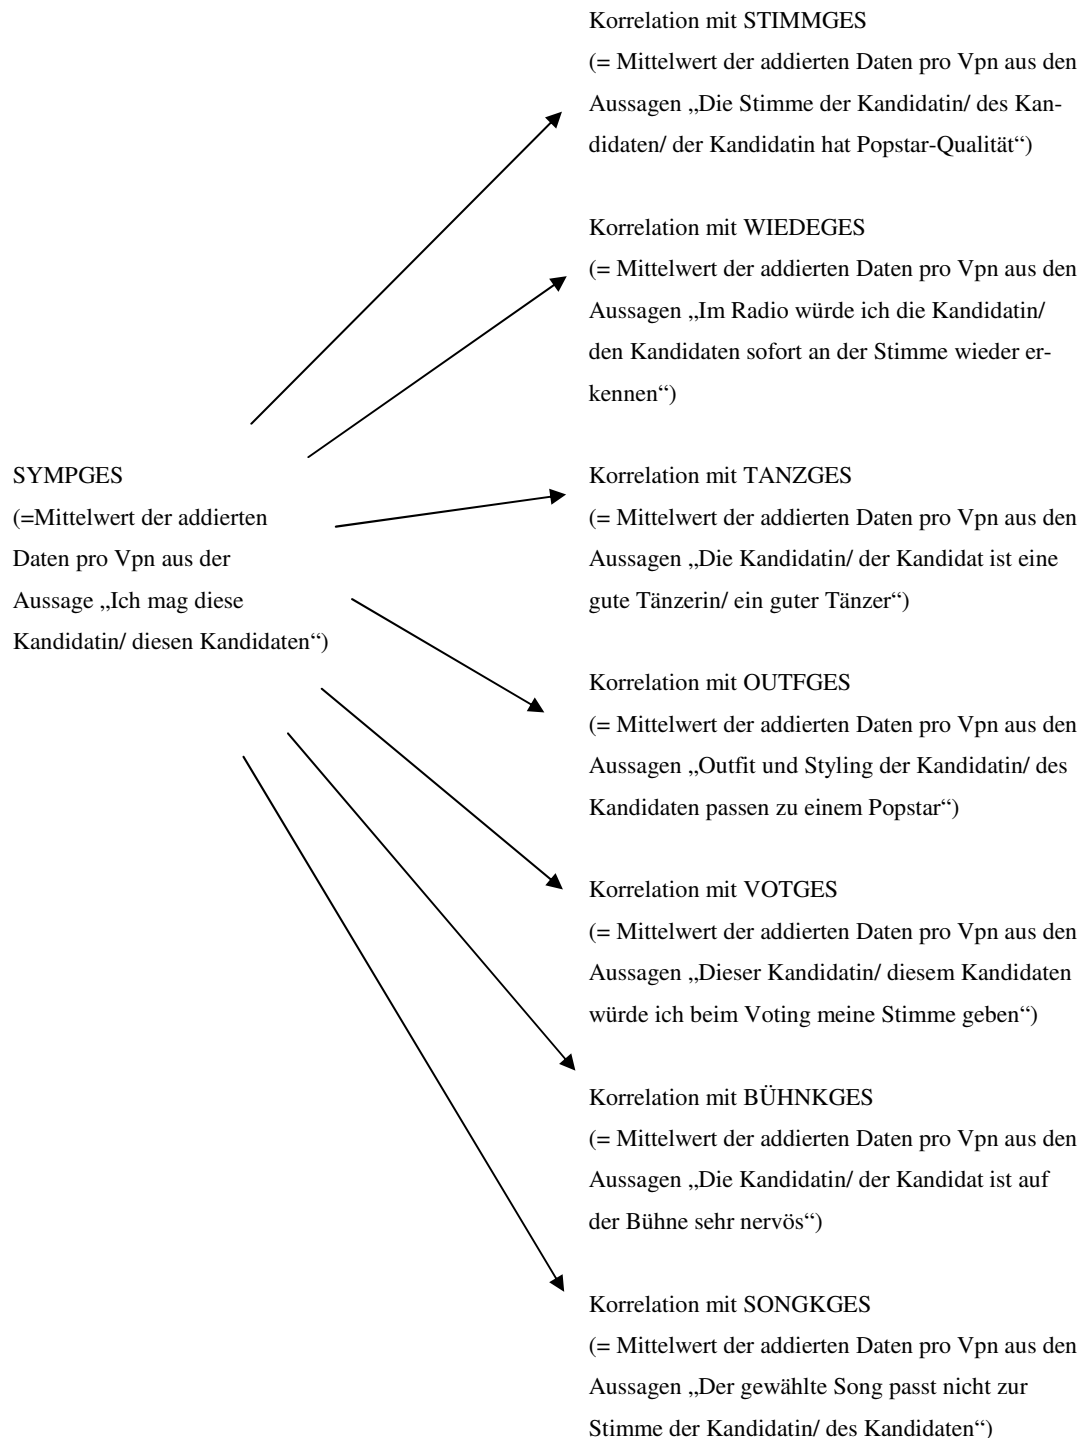 Korrelation mit STIMMGES
(= Mittelwert der addierten Daten pro Vpn aus den
Aussagen „Die Stimme der Kandidatin/ des Kan-
didaten/ der Kandidatin hat Popstar-Qualität“)
Korrelation mit WIEDEGES
(= Mittelwert der addierten Daten pro Vpn aus den
Aussagen „Im Radio würde ich die Kandidatin/
den Kandidaten sofort an der Stimme wieder er-
kennen“)
SYMPGES
(=Mittelwert der addierten
Daten pro Vpn aus der
Aussage „Ich mag diese
Kandidatin/ diesen Kandidaten“)
Korrelation mit TANZGES
(= Mittelwert der addierten Daten pro Vpn aus den
Aussagen „Die Kandidatin/ der Kandidat ist eine
gute Tänzerin/ ein guter Tänzer“)
Korrelation mit OUTFGES
(= Mittelwert der addierten Daten pro Vpn aus den
Aussagen „Outfit und Styling der Kandidatin/ des
Kandidaten passen zu einem Popstar“)
Korrelation mit VOTGES
(= Mittelwert der addierten Daten pro Vpn aus den
Aussagen „Dieser Kandidatin/ diesem Kandidaten
würde ich beim Voting meine Stimme geben“)
Korrelation mit BÜHNKGES
(= Mittelwert der addierten Daten pro Vpn aus den
Aussagen „Die Kandidatin/ der Kandidat ist auf
der Bühne sehr nervös“)
Korrelation mit SONGKGES
(= Mittelwert der addierten Daten pro Vpn aus den
Aussagen „Der gewählte Song passt nicht zur
Stimme der Kandidatin/ des Kandidaten“)